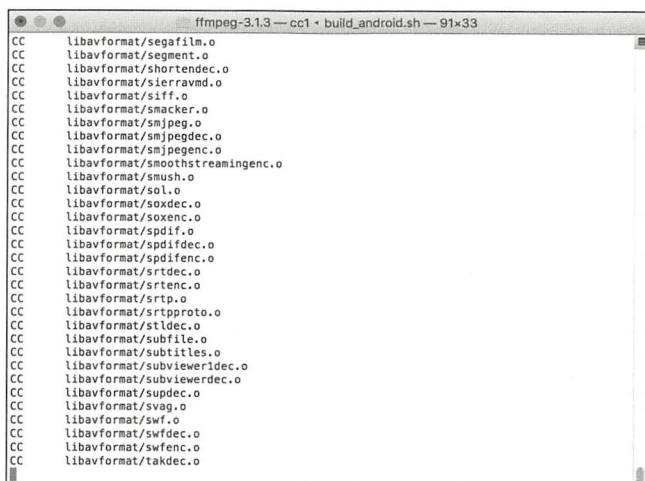 ffmpeg-3.1.3 — cc1 ◂ build_android.sh — 91×33
CC libavformat/segafilm.o
CC libavformat/segment.o
CC libavformat/shortendec.o
CC libavformat/sierravmd.o
CC libavformat/siff.o
CC libavformat/smacker.o
CC libavformat/smjpeg.o
CC libavformat/smjpegdec.o
CC libavformat/smjpegenc.o
CC libavformat/smoothstreamingenc.o
CC libavformat/smush.o
CC libavformat/sol.o
CC libavformat/soxdec.o
CC libavformat/soxenc.o
CC libavformat/spdif.o
CC libavformat/spdifdec.o
CC libavformat/spdifenc.o
CC libavformat/srtdec.o
CC libavformat/srtenc.o
CC libavformat/srtp.o
CC libavformat/srtpproto.o
CC libavformat/stldec.o
CC libavformat/subfile.o
CC libavformat/subtitles.o
CC libavformat/subviewer1dec.o
CC libavformat/subviewerdec.o
CC libavformat/supdec.o
CC libavformat/svag.o
CC libavformat/swf.o
CC libavformat/swfdec.o
CC libavformat/swfenc.o
CC libavformat/takdec.o